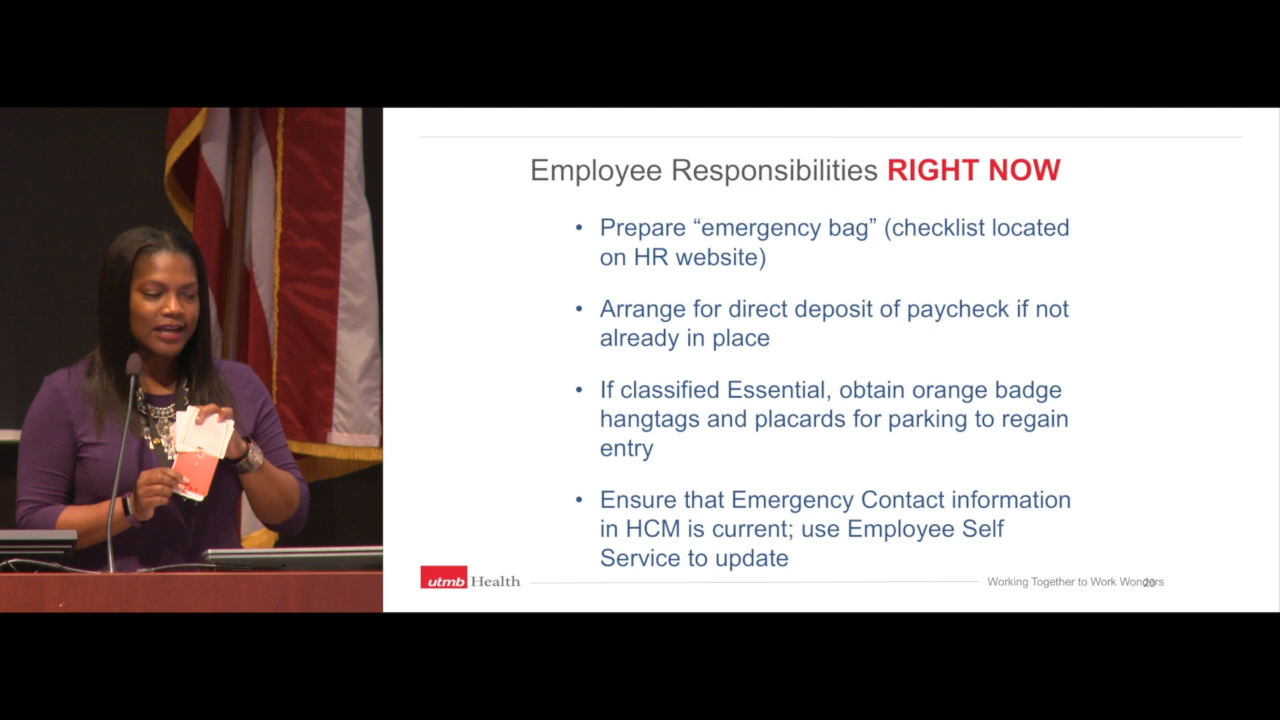 Employee Responsibilities RIGHT NOW
• Prepare “emergency bag” (checklist located
on HR website)
• Arrange for direct deposit of paycheck if not
already in place
• If classified Essential, obtain orange badge
hangtags and placards for parking to regain
entry
• Ensure that Emergency Contact information
in HCM is current; use Employee Self
Service to update
utmb Health
Working Together to Work Wonders